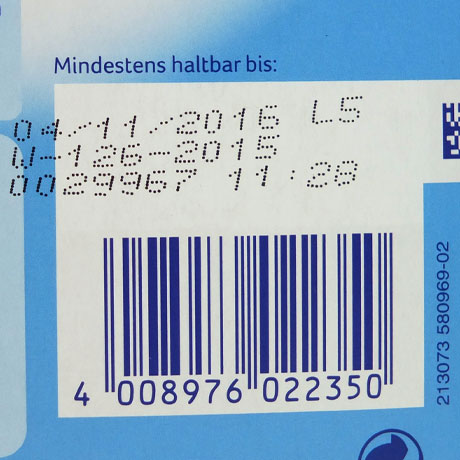 Mindestens haltbar bis:
04/11/2016 L5
W-126-2015
0029967 11:28
4 008976 022350
213073 580969-02